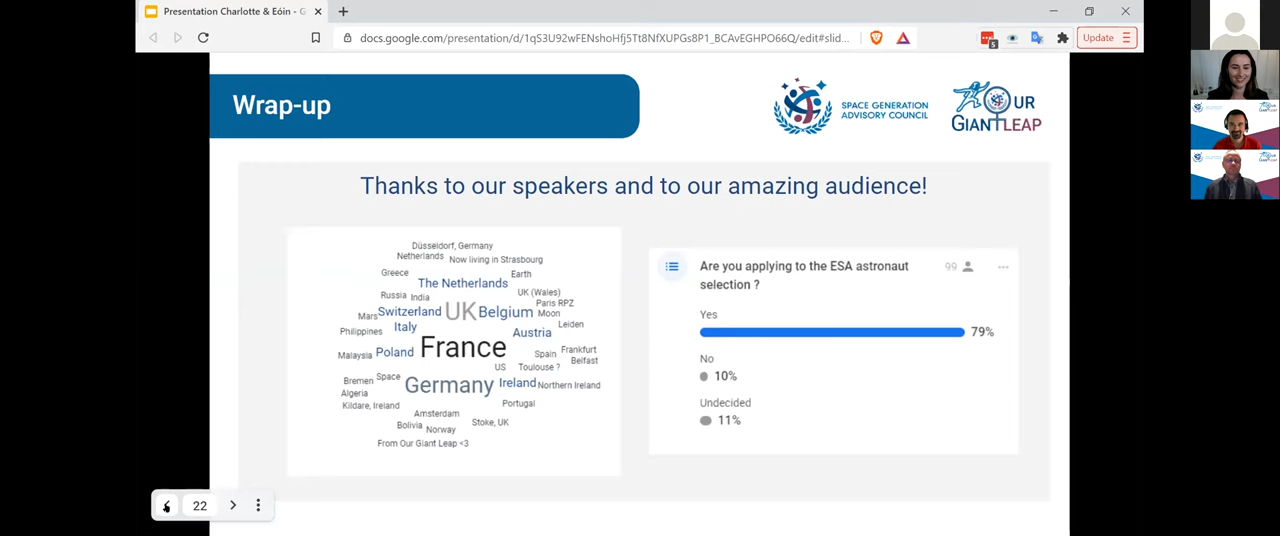 Presentation Charlotte & Eóin - G
docs.google.com/presentation/d/1qS3U92wFENshoHfj5Tt8NfXUPGs8P1_BCAvEGHPO66Q/edit#slid...
5
Update
Wrap-up
SPACE GENERATION
ADVISORY COUNCIL
OUR
GIANTLEAP
Thanks to our speakers and to our amazing audience!
Düsseldorf, Germany
Netherlands
Now living in Strasbourg
Greece
Earth
The Netherlands
Russia
India
UK (Wales)
Paris RPZ
Mars
Switzerland
UK
Belgium
Moon
Philippines
Italy
Austria
Leiden
Malaysia
Poland
France
Spain
Frankfurt
Belfast
US
Toulouse ?
Bremen
Space
Germany
Ireland
Northern Ireland
Algeria
Kildare, Ireland
Portugal
Amsterdam
Bolivia
Norway
Stoke, UK
From Our Giant Leap <3
Are you applying to the ESA astronaut
selection ?
99
Yes
79%
No
10%
Undecided
11%
22